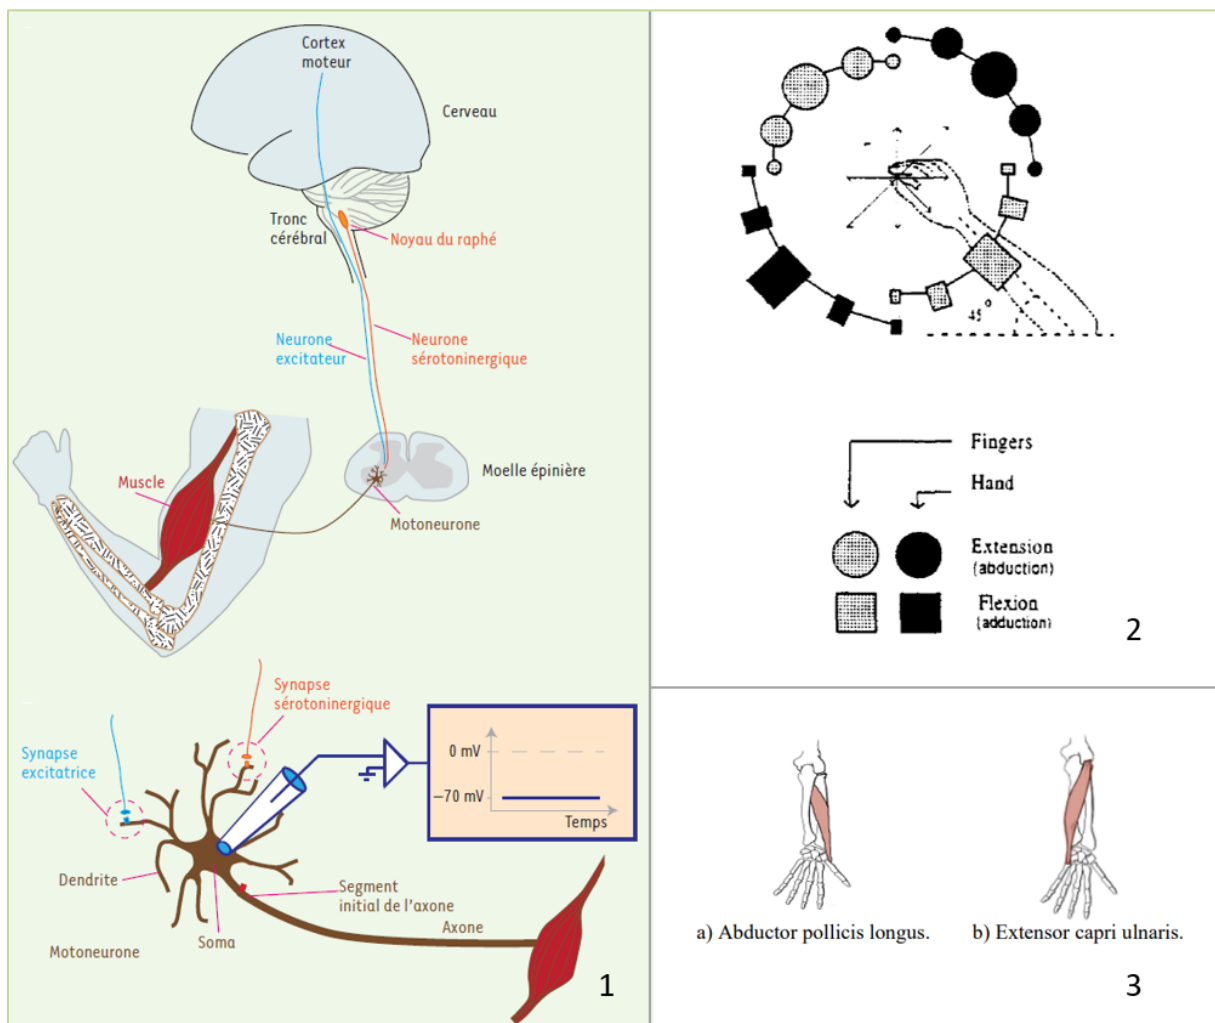 Cortex
moteur
Cerveau
Tronc
cérébral
Noyau du raphé
Neurone
excitateur
Neurone
sérotoninergique
Muscle
Moelle épinière
Motoneurone
Synapse
sérotoninergique
Synapse
excitatrice
0 mV
−70 mV
Temps
Dendrite
Segment
initial de l'axone
Axone
Soma
Motoneurone
1
45°
Fingers
Hand
Extension
(abduction)
Flexion
(adduction)
2
a) Abductor pollicis longus.
b) Extensor capri ulnaris.
3